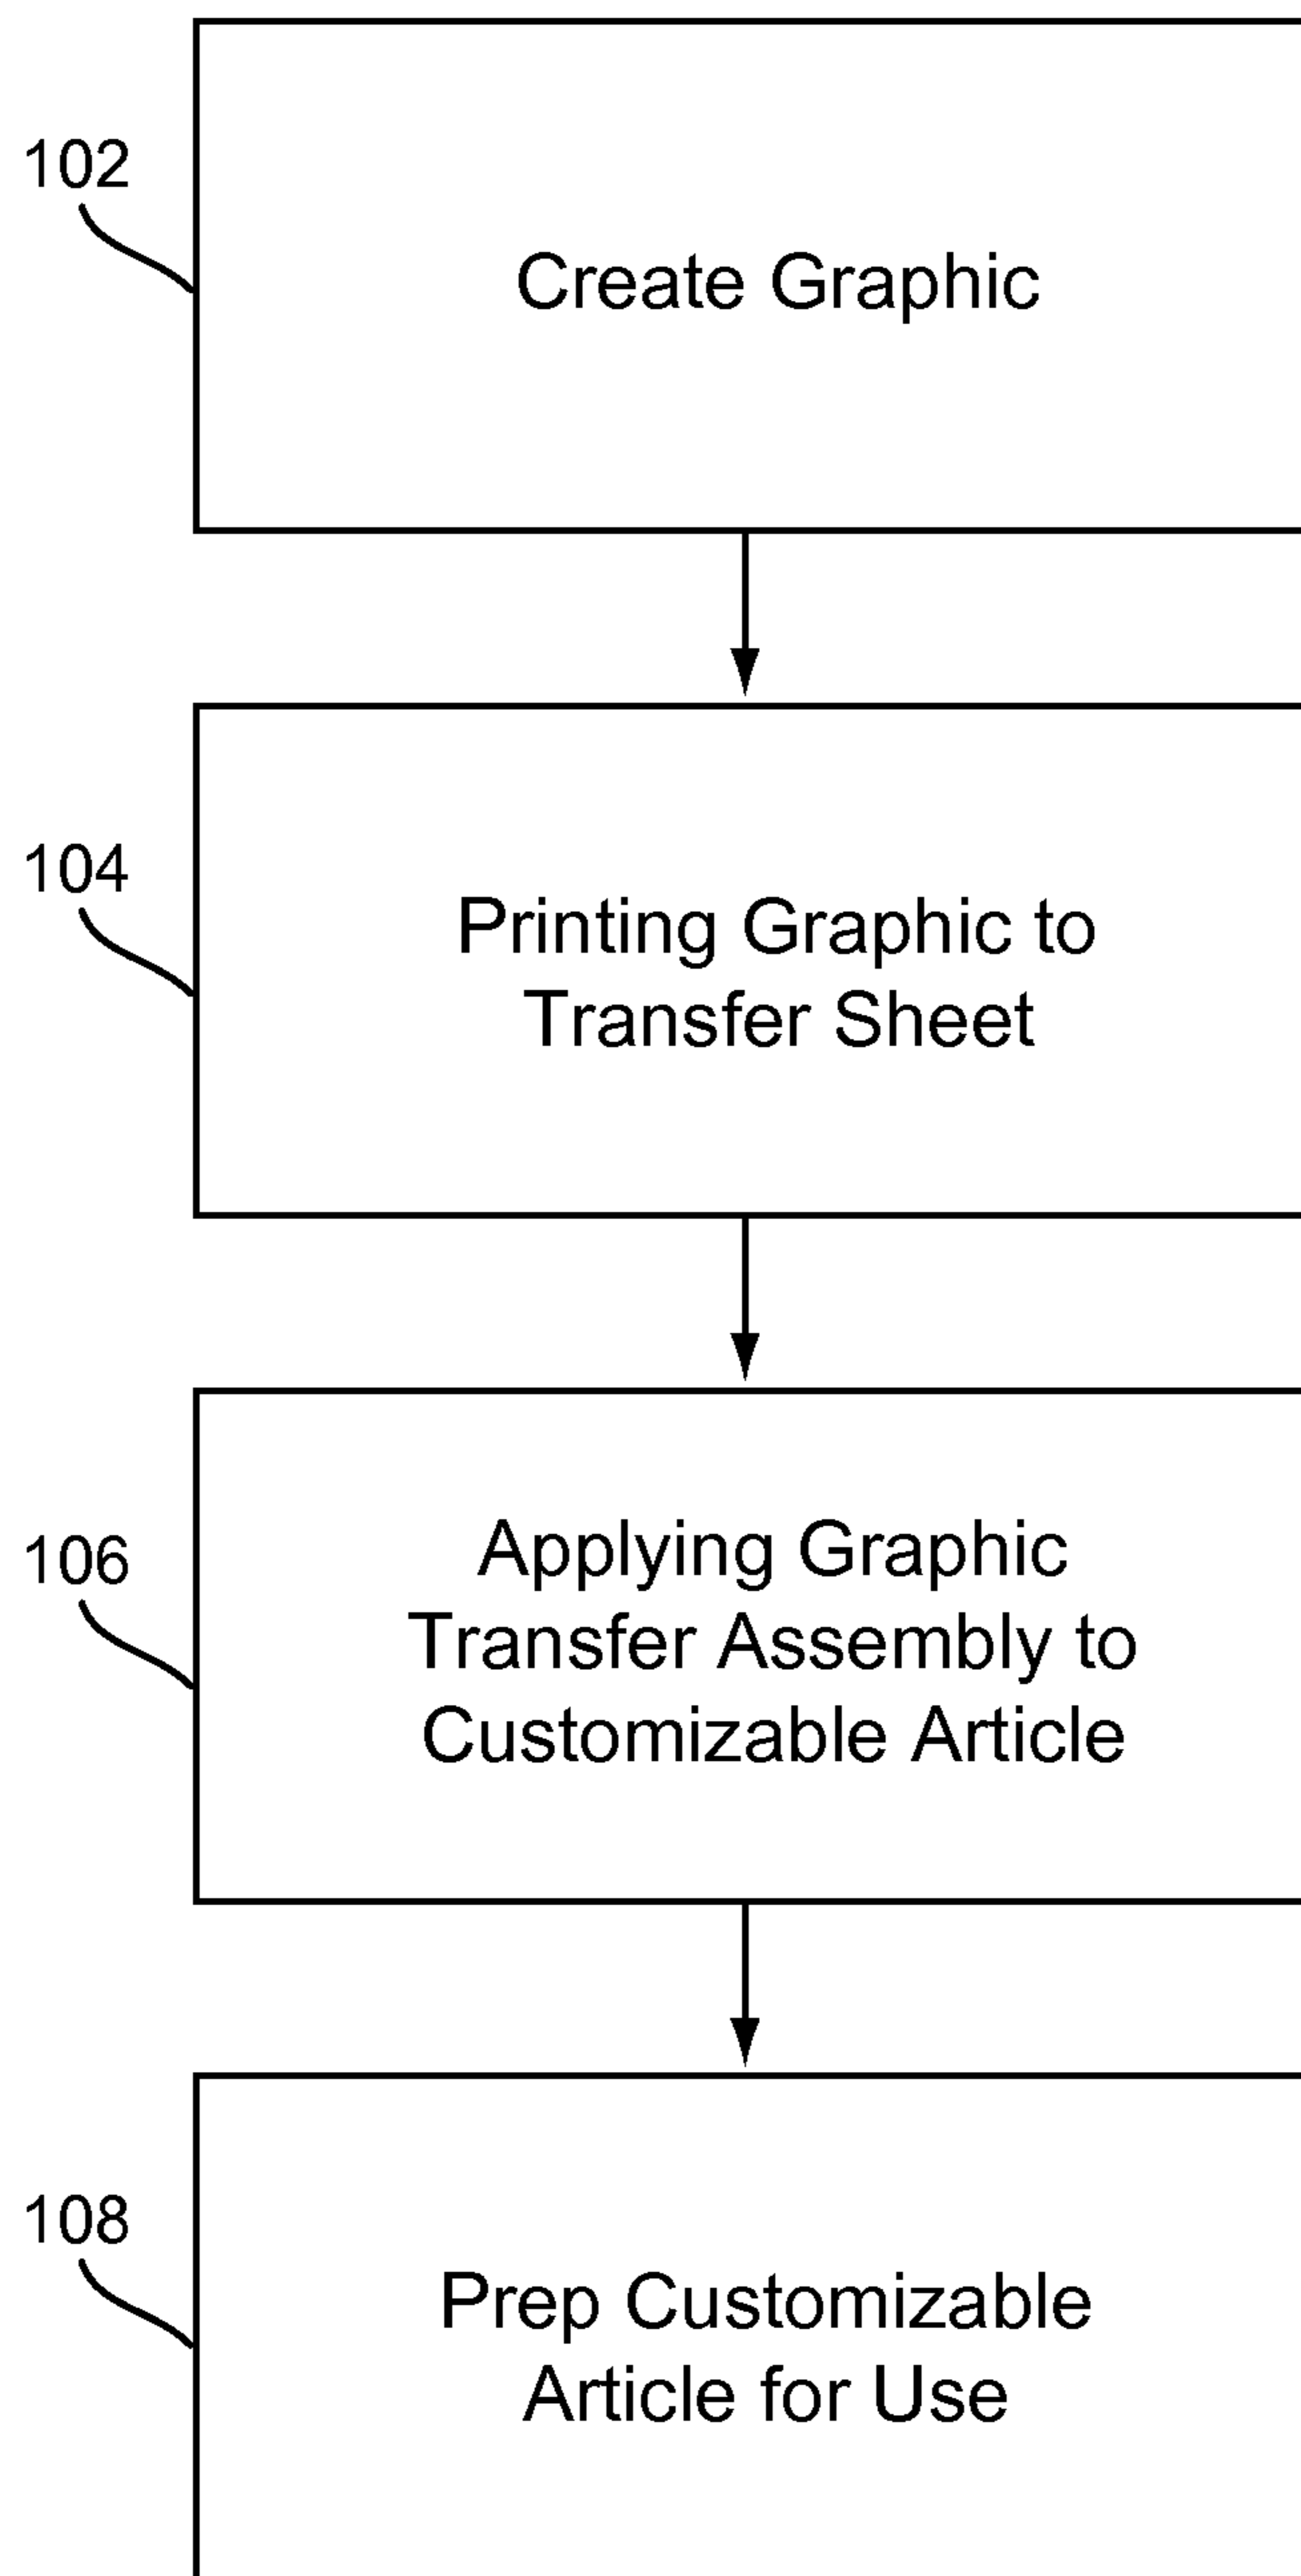 102
Create Graphic
104
Printing Graphic to
Transfer Sheet
106
Applying Graphic
Transfer Assembly to
Customizable Article
108
Prep Customizable
Article for Use